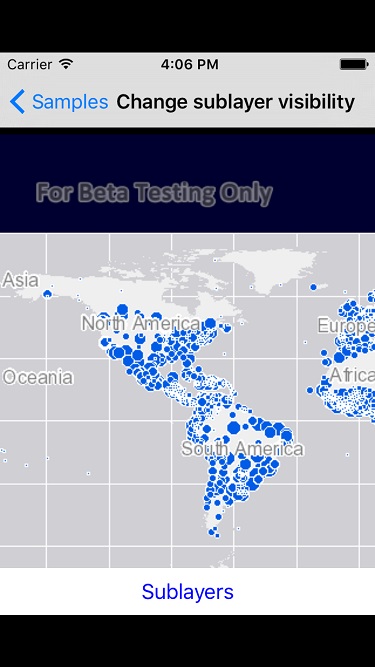 Carrier 4:06 PM
Samples Change sublayer visibility
For Beta Testing Only
Asia
North America
Europe
Oceania
Africa
South America
Sublayers